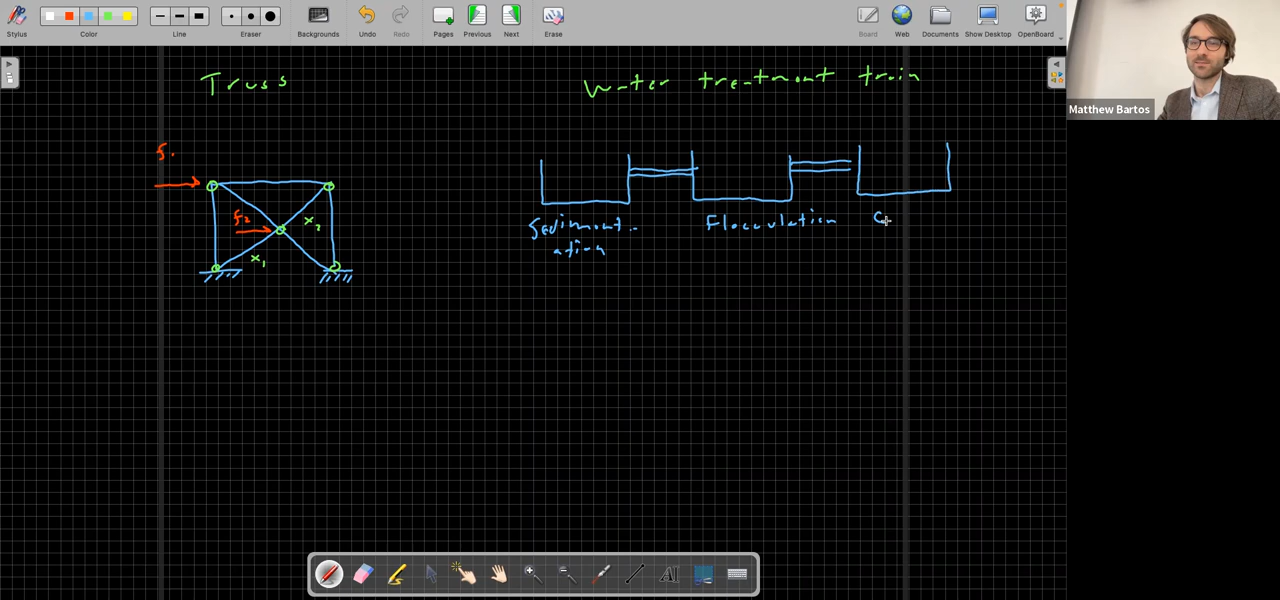 Stylus
Color
Line
Eraser
Backgrounds
Undo
Redo
Pages
Previous
Next
Erase
Board
Web
Documents
Show Desktop
OpenBoard
Matthew Bartos
Truss
Water treatment train
f.
f2
x2
x1
Sediment-
ation
Flocculation
C
AI